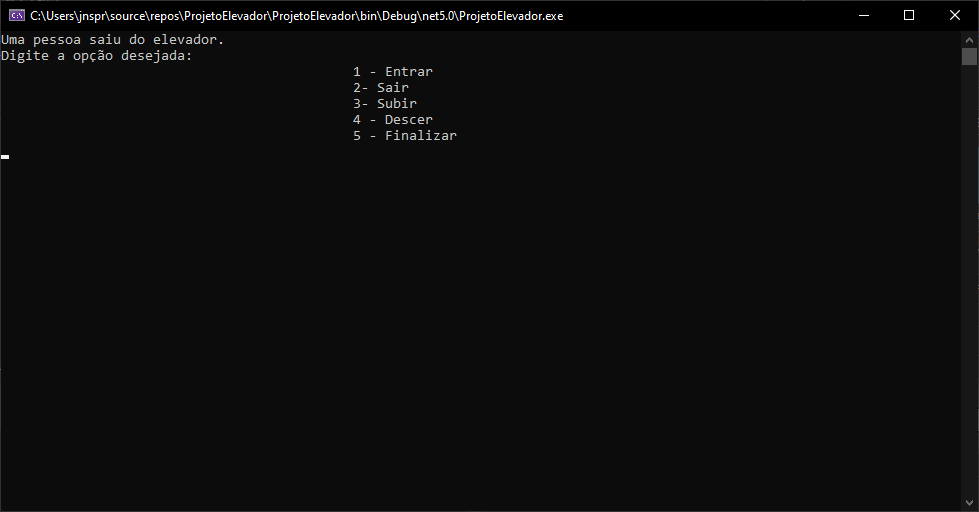 C:\Users\jnspr\source\repos\ProjetoElevador\ProjetoElevador\bin\Debug\net5.0\ProjetoElevador.exe
Uma pessoa saiu do elevador.
Digite a opção desejada:
1 - Entrar
2- Sair
3- Subir
4 - Descer
5 - Finalizar